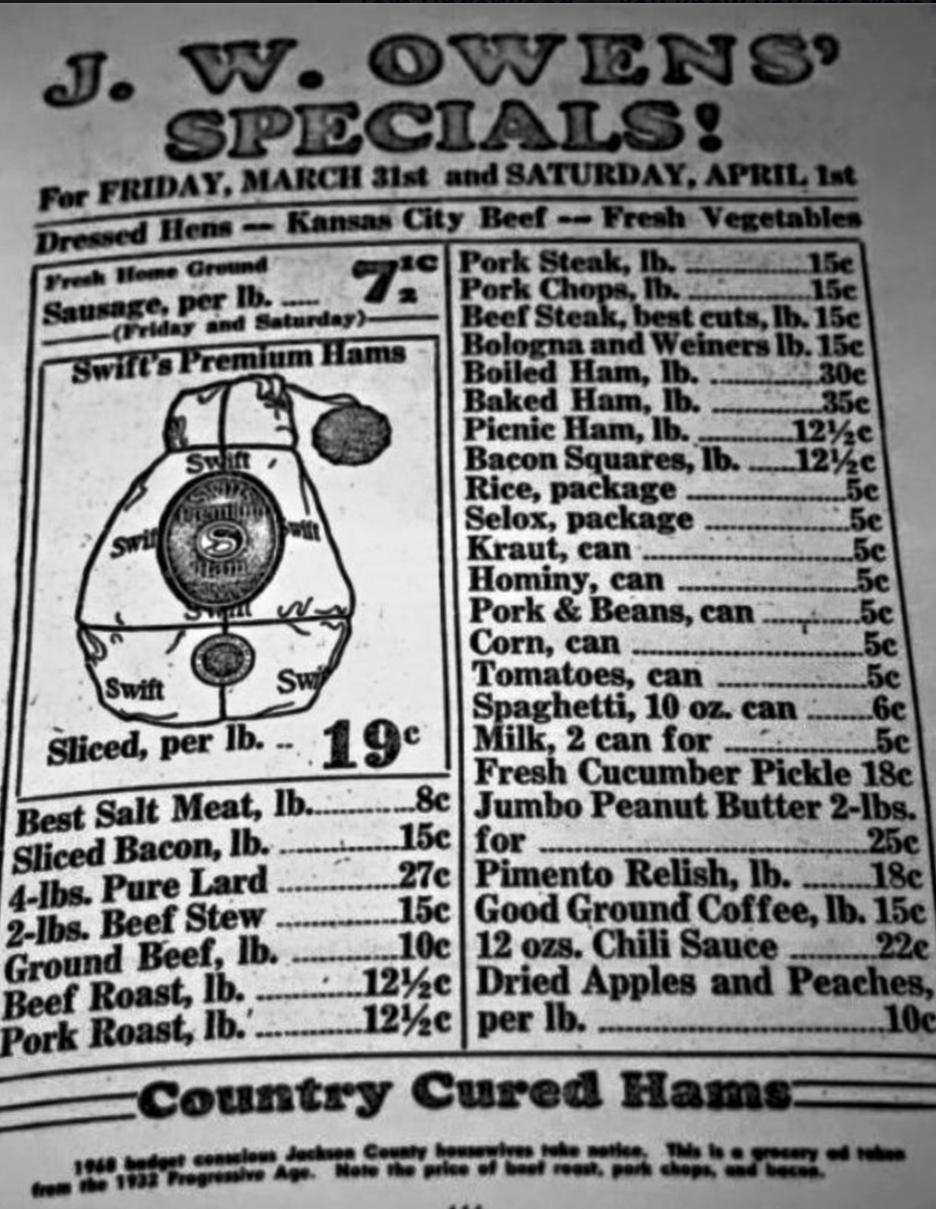 J. W. OWENS'
SPECIALS!
For FRIDAY, MARCH 31st and SATURDAY, APRIL 1st
Dressed Hens -- Kansas City Beef -- Fresh Vegetables
Fresh Home Ground
Sausage, per lb. ..... 7½c
(Friday and Saturday)
Swift's Premium Hams
Swift
Swift's
Premium
Swif S wift
Ham
Swift
Swift Swif
Sliced, per lb. .. 19c
Best Salt Meat, lb. .......... 8c
Sliced Bacon, lb. .......... 15c
4-lbs. Pure Lard .......... 27c
2-lbs. Beef Stew .......... 15c
Ground Beef, lb. .......... 10c
Beef Roast, lb. .......... 12½c
Pork Roast, lb. .......... 12½c
Pork Steak, lb. .......... 15c
Pork Chops, lb. .......... 15c
Beef Steak, best cuts, lb. 15c
Bologna and Weiners lb. 15c
Boiled Ham, lb. .......... 30c
Baked Ham, lb. .......... 35c
Picnic Ham, lb. .......... 12½c
Bacon Squares, lb. ..... 12½c
Rice, package .......... 5c
Selox, package .......... 5c
Kraut, can .......... 5c
Hominy, can .......... 5c
Pork & Beans, can .......... 5c
Corn, can .......... 5c
Tomatoes, can .......... 5c
Spaghetti, 10 oz. can ....... 6c
Milk, 2 can for .......... 5c
Fresh Cucumber Pickle 18c
Jumbo Peanut Butter 2-lbs.
for .......... 25c
Pimento Relish, lb. ....... 18c
Good Ground Coffee, lb. 15c
12 ozs. Chili Sauce ......... 22c
Dried Apples and Peaches,
per lb. .......... 10c
Country Cured Hams
1968 budget conscious Jackson County housewives take notice. This is a grocery ad taken
from the 1932 Progressive Age. Note the price of beef roast, pork chops, and bacon.